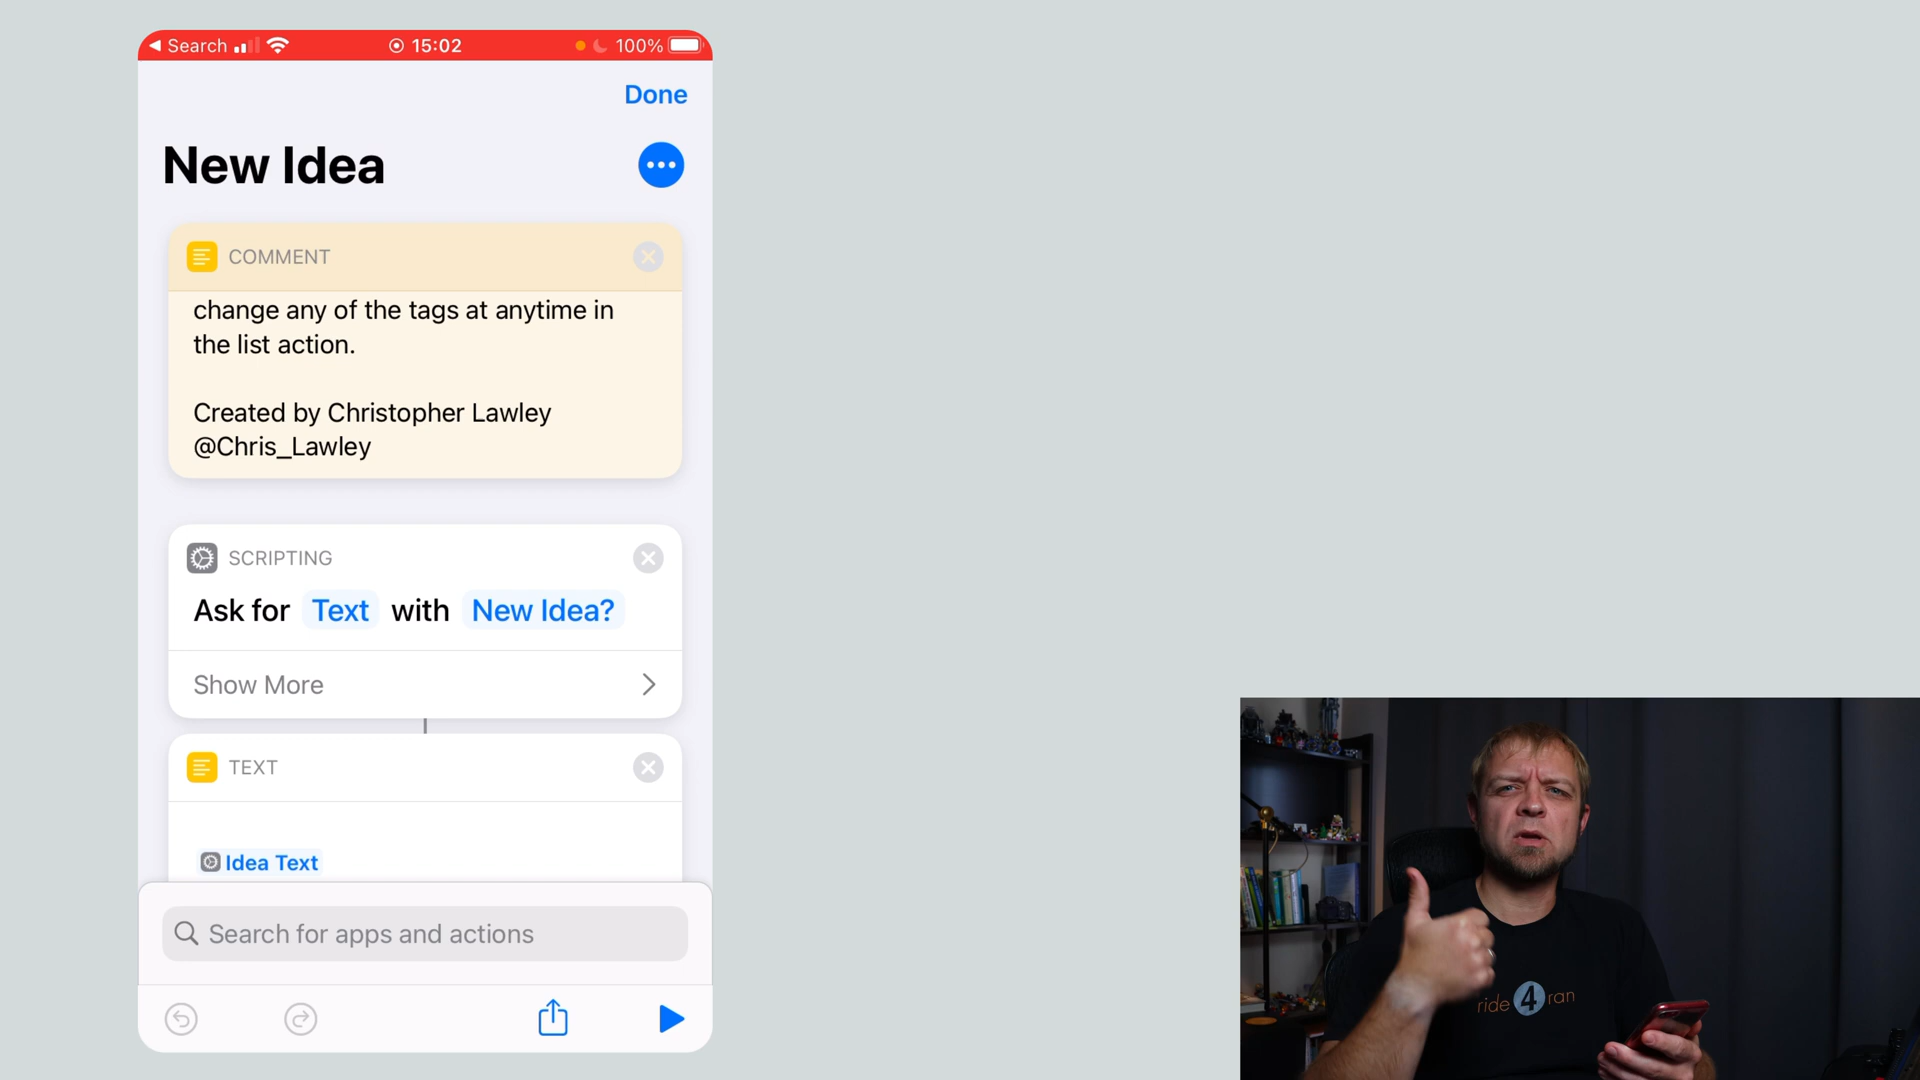 Search 15:02 100%
Done
New Idea
COMMENT
change any of the tags at anytime in
the list action.
Created by Christopher Lawley
@Chris_Lawley
SCRIPTING
Ask for Text with New Idea?
Show More
TEXT
Idea Text
Search for apps and actions
ride 4 ran